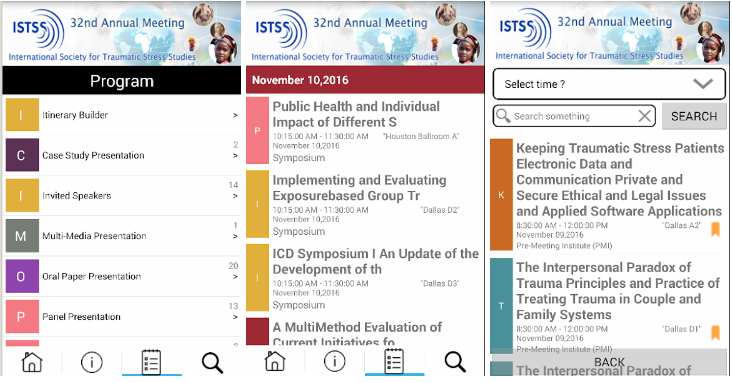 ISTSS
32nd Annual Meeting
International Society for Traumatic Stress Studies
Program
I
Itinerary Builder
>
C
Case Study Presentation
2
>
I
Invited Speakers
14
>
M
Multi-Media Presentation
1
>
O
Oral Paper Presentation
20
>
P
Panel Presentation
13
>
ISTSS
32nd Annual Meeting
International Society for Traumatic Stress Studies
November 10,2016
P
Public Health and Individual
Impact of Different S
10:15:00 AM - 11:30:00 AM "Houston Ballroom A"
November 10,2016
Symposium
I
Implementing and Evaluating
Exposurebased Group Tr
10:15:00 AM - 11:30:00 AM "Dallas D2"
November 10,2016
Symposium
I
ICD Symposium I An Update of the
Development of th
10:15:00 AM - 11:30:00 AM "Dallas D3"
November 10,2016
Symposium
A MultiMethod Evaluation of
Current Initiatives fo
ISTSS
32nd Annual Meeting
International Society for Traumatic Stress Studies
Select time ?
Search something
SEARCH
K
Keeping Traumatic Stress Patients
Electronic Data and
Communication Private and
Secure Ethical and Legal Issues
and Applied Software Applications
8:30:00 AM - 12:00:00 PM "Dallas A2"
November 09,2016
Pre-Meeting Institute (PMI)
T
The Interpersonal Paradox of
Trauma Principles and Practice of
Treating Trauma in Couple and
Family Systems
8:30:00 AM - 12:00:00 PM "Dallas D1"
November 09,2016
Pre-Meeting Institute (PMI)
BACK
The Interpersonal Paradox of